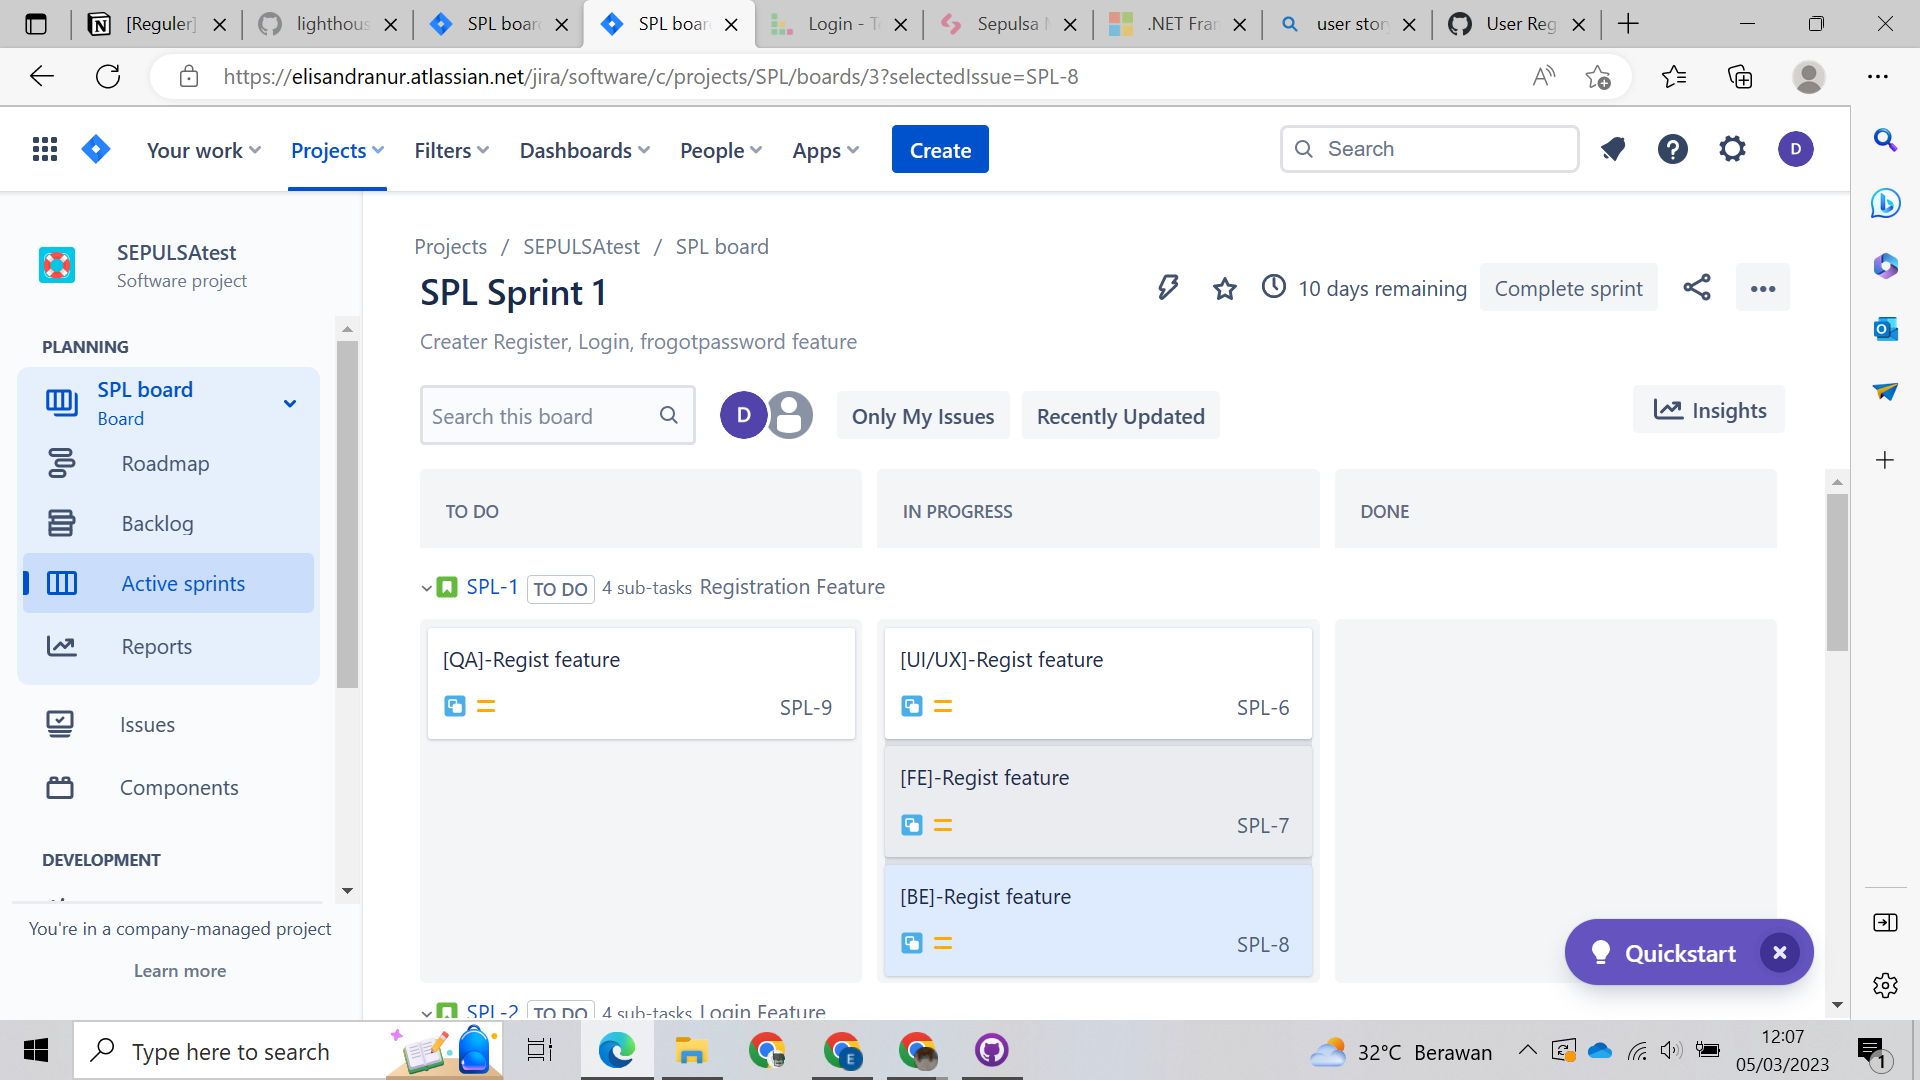 [Reguler]
lighthous
SPL board
SPL board
Login - Te
Sepulsa
.NET Fran
user stor
User Reg
https://elisandranur.atlassian.net/jira/software/c/projects/SPL/boards/3?selectedIssue=SPL-8
Your work
Projects
Filters
Dashboards
People
Apps
Create
Search
D
SEPULSAtest
Software project
PLANNING
SPL board
Board
Roadmap
Backlog
Active sprints
Reports
Issues
Components
DEVELOPMENT
You're in a company-managed project
Learn more
Projects / SEPULSAtest / SPL board
SPL Sprint 1
10 days remaining
Complete sprint
Creater Register, Login, frogotpassword feature
Search this board
D
Only My Issues
Recently Updated
Insights
TO DO
IN PROGRESS
DONE
SPL-1 TO DO 4 sub-tasks Registration Feature
[QA]-Regist feature
SPL-9
[UI/UX]-Regist feature
SPL-6
[FE]-Regist feature
SPL-7
[BE]-Regist feature
SPL-8
Quickstart
SPL-2 TO DO 4 sub-tasks Login Feature
Type here to search
E
32°C Berawan
12:07
05/03/2023
1